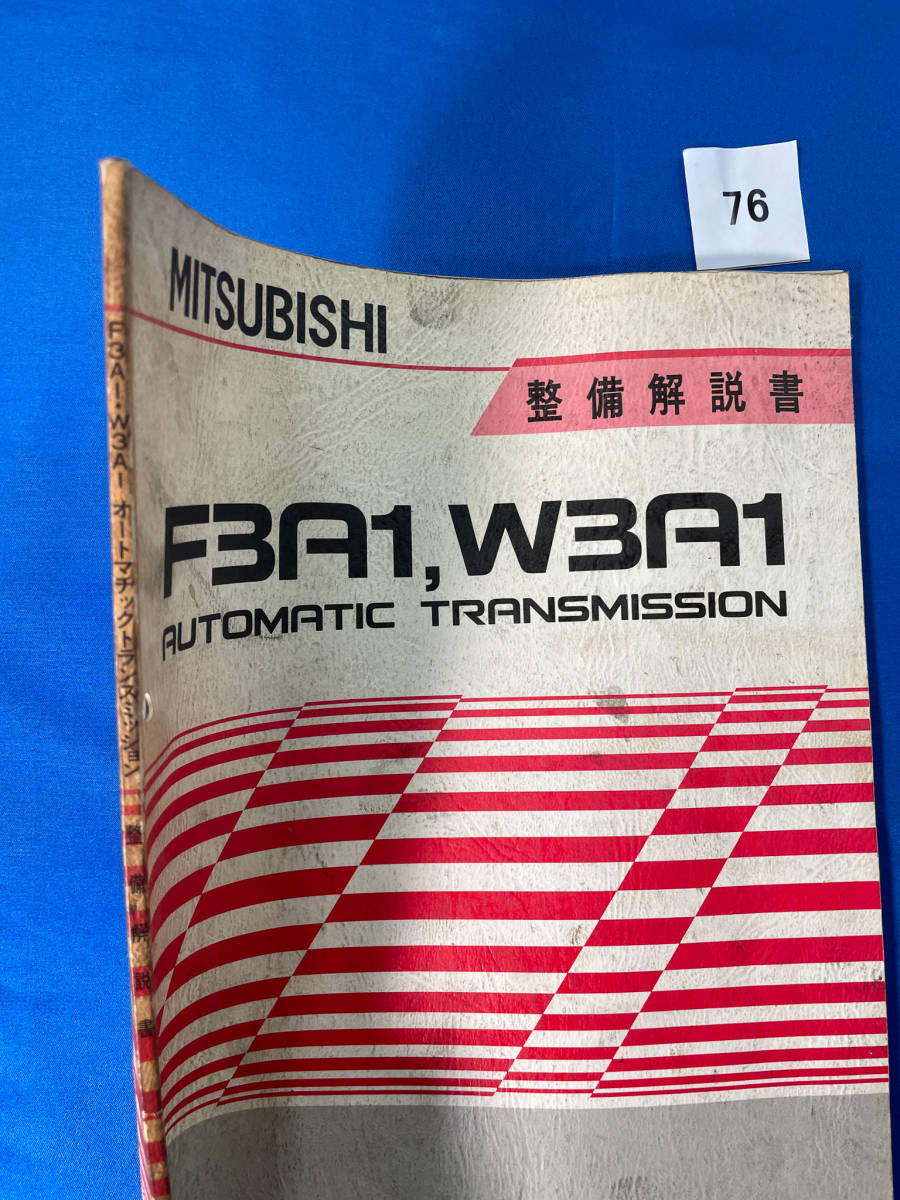 76
MITSUBISHI
整備解説書
F3A1, W3A1
AUTOMATIC TRANSMISSION
F3A1・W3A1 オートマチックトランスミッション 整備解説書